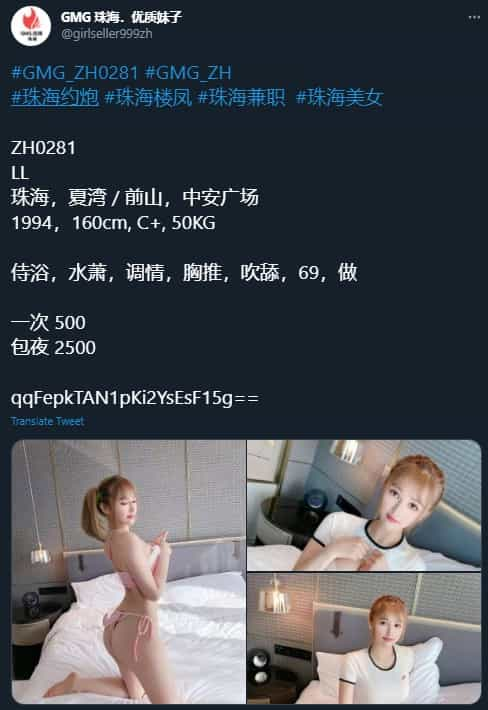 GMG 珠海．优质妹子
@girlseller999zh
#GMG_ZH0281 #GMG_ZH
#珠海约炮 #珠海楼凤 #珠海兼职 #珠海美女
ZH0281
LL
珠海，夏湾 / 前山，中安广场
1994，160cm, C+, 50KG
侍浴，水萧，调情，胸推，吹舔，69，做
一次 500
包夜 2500
qqFepkTAN1pKi2YsEsF15g==
Translate Tweet